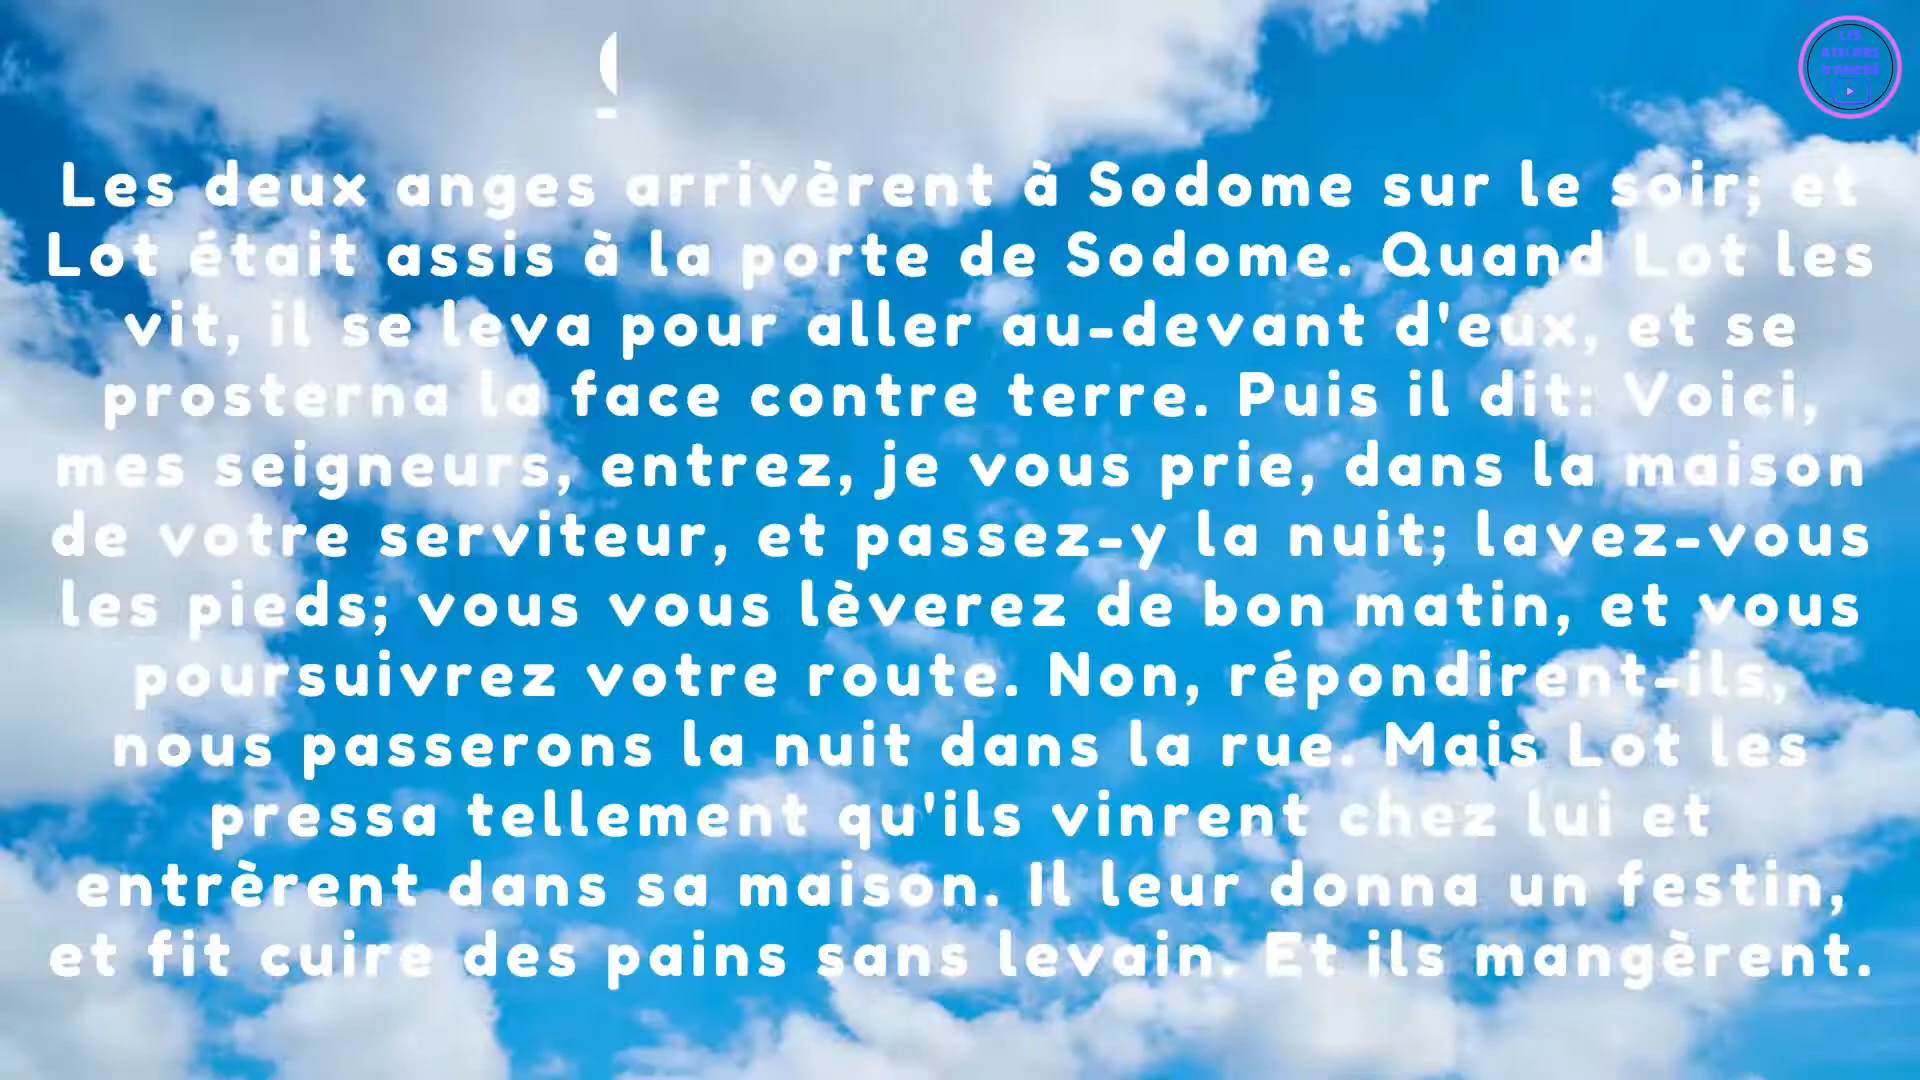 LES
ATELIERS
D'ANDRÉ
Les deux anges arrivèrent à Sodome sur le soir; et
Lot était assis à la porte de Sodome. Quand Lot les
vit, il se leva pour aller au-devant d'eux, et se
prosterna la face contre terre. Puis il dit: Voici,
mes seigneurs, entrez, je vous prie, dans la maison
de votre serviteur, et passez-y la nuit; lavez-vous
les pieds; vous vous lèverez de bon matin, et vous
poursuivrez votre route. Non, répondirent-ils,
nous passerons la nuit dans la rue. Mais Lot les
pressa tellement qu'ils vinrent chez lui et
entrèrent dans sa maison. Il leur donna un festin,
et fit cuire des pains sans levain. Et ils mangèrent.